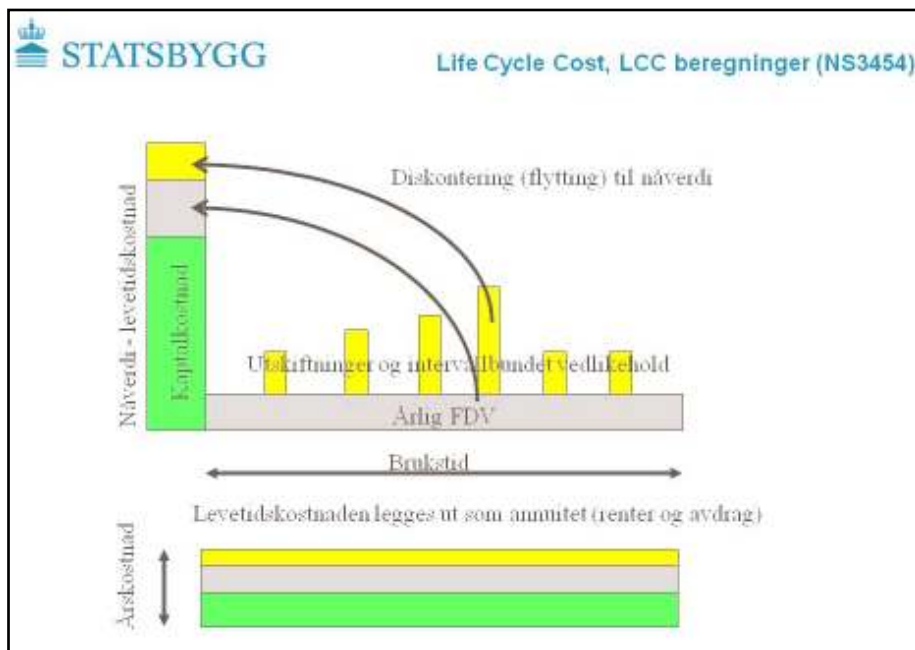 STATSBYGG
Life Cycle Cost, LCC beregninger (NS3454)
Diskontering (flytting) til nåverdi
Nåverdi - levetidskostnad
Kaptalkostnad
Utskiftninger og intervallbundet vedlikehold
Årlig FDV
Brukstid
Levetidskostnaden legges ut som annuitet (renter og avdrag)
Årskostnad